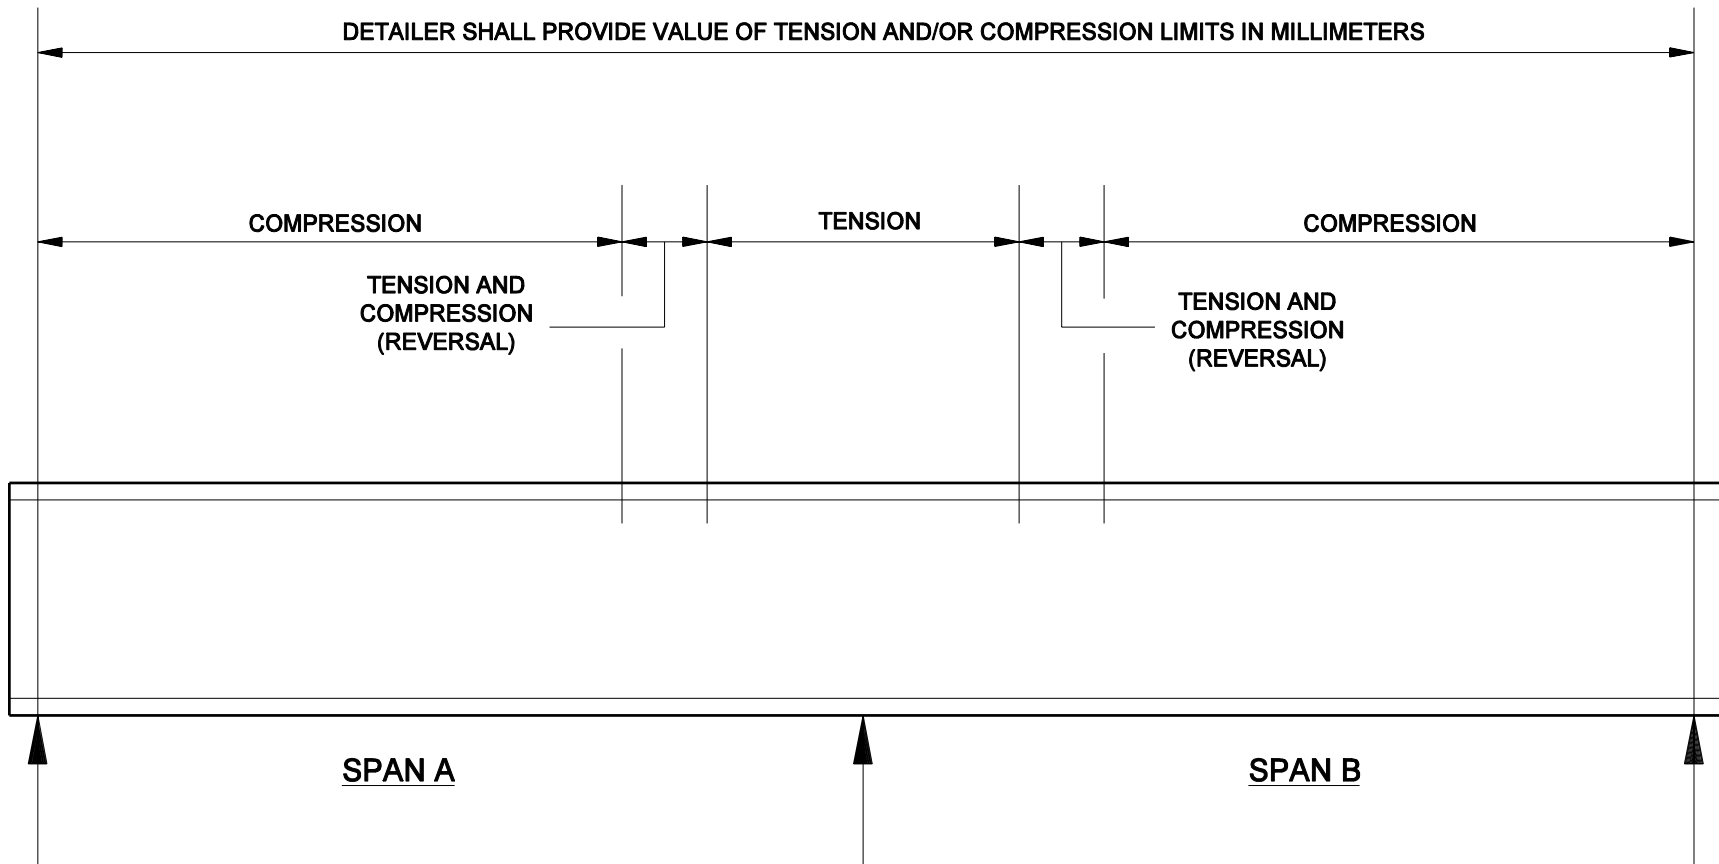 DETAILER SHALL PROVIDE VALUE OF TENSION AND/OR COMPRESSION LIMITS IN MILLIMETERS
COMPRESSION
TENSION
COMPRESSION
TENSION AND
COMPRESSION
(REVERSAL)
TENSION AND
COMPRESSION
(REVERSAL)
SPAN A
SPAN B